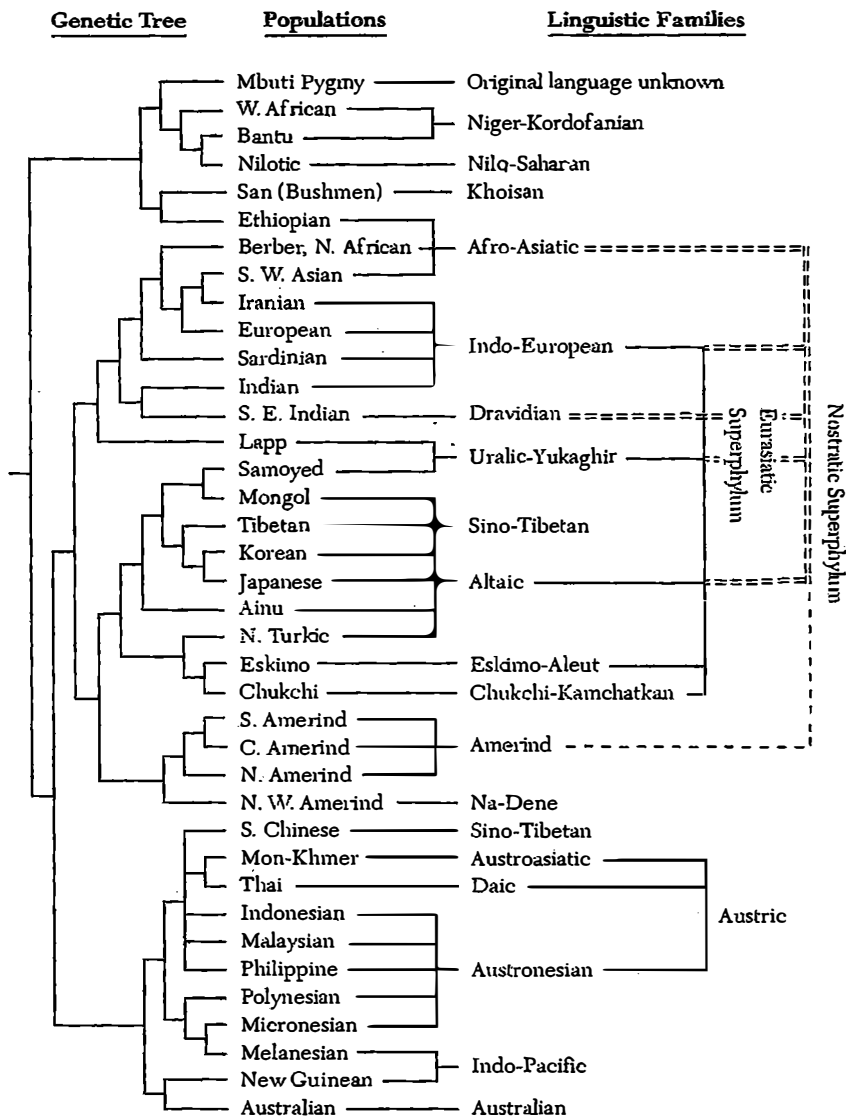 Genetic Tree Populations Linguistic Families
Mbuti Pygmy Original language unknown
W. African
Niger-Kordofanian
Bantu
Nilotic Nilo-Saharan
San (Bushmen) Khoisan
Ethiopian
Berber, N. African Afro-Asiatic
S. W. Asian
Iranian
European
Indo-European
Sardinian
Indian
S. E. Indian Dravidian
Lapp
Uralic-Yukaghir
Samoyed
Mongol
Tibetan Sino-Tibetan
Korean
Japanese Altaic
Ainu
N. Turkic
Eskimo Eskimo-Aleut
Chukchi Chukchi-Kamchatkan
Eurasiatic
Superphylum
Nostratic Superphylum
S. Amerind
C. Amerind Amerind
N. Amerind
N. W. Amerind Na-Dene
S. Chinese Sino-Tibetan
Mon-Khmer Austroasiatic
Thai Daic
Indonesian
Austric
Malaysian
Philippine Austronesian
Polynesian
Micronesian
Melanesian
Indo-Pacific
New Guinean
Australian Australian